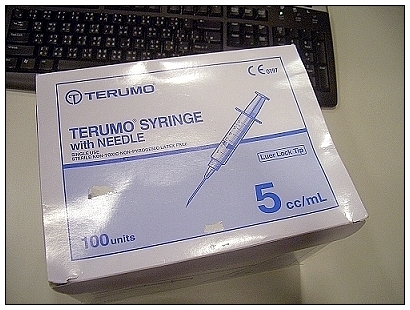 TERUMO
CE 0197
TERUMO® SYRINGE
with NEEDLE
SINGLE USE
STERILE·NON-TOXIC·NON-PYROGENIC·LATEX FREE
Luer Lock Tip
5 cc/mL
100 units